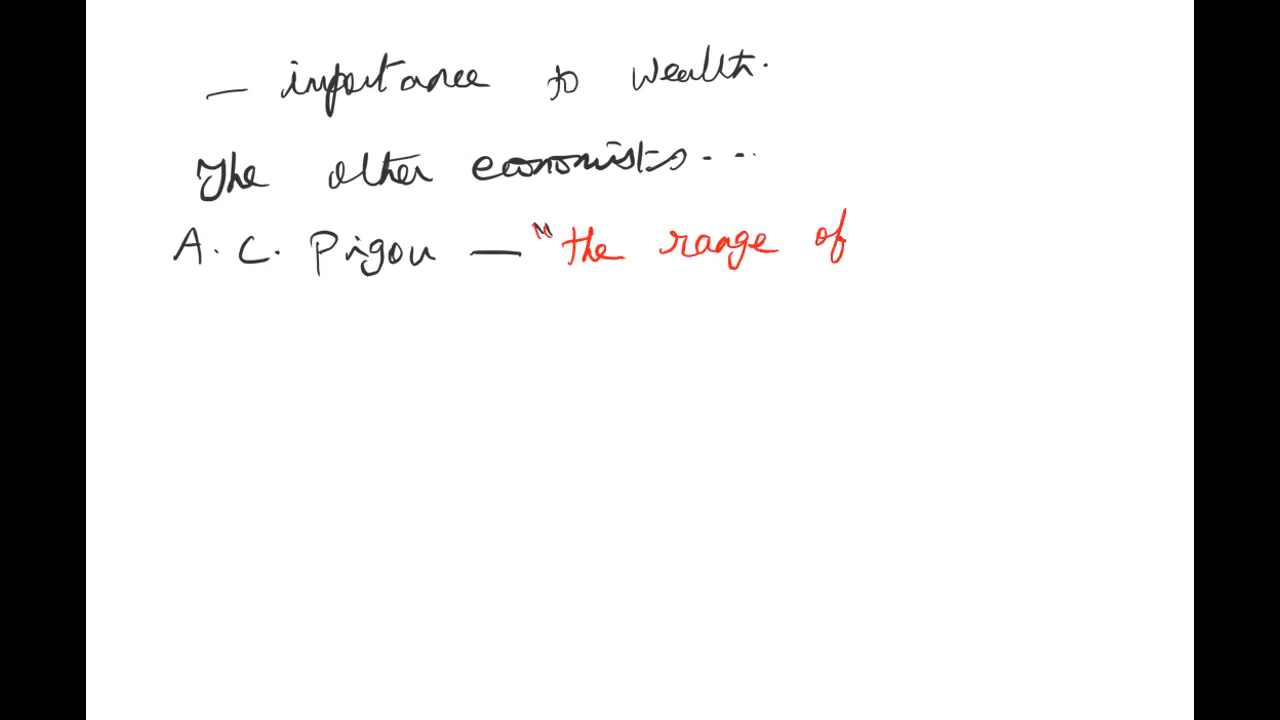 — importance to wealth.
The other economists...
A. C. Pigou — "the range of